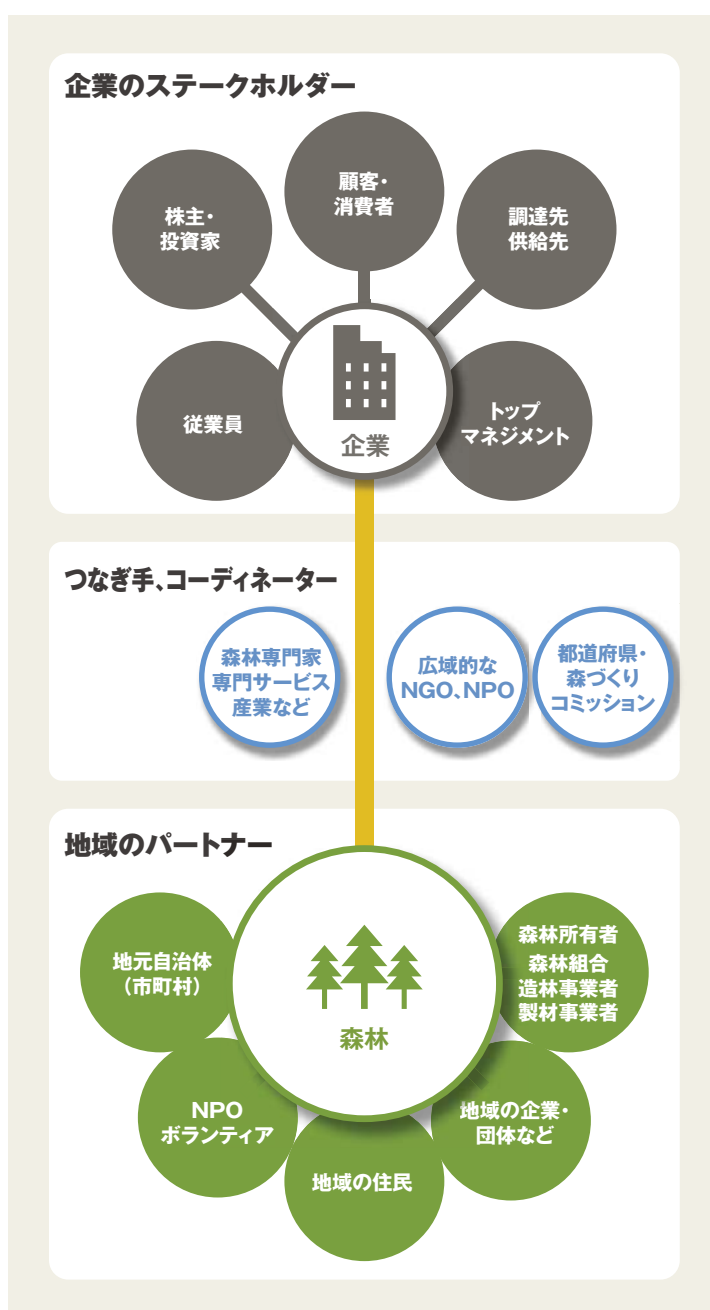 企業のステークホルダー
顧客・
消費者
株主・
投資家
調達先
供給先
従業員
企業
トップ
マネジメント
つなぎ手、コーディネーター
森林専門家
専門サービス
産業など
広域的な
NGO、NPO
都道府県・
森づくり
コミッション
地域のパートナー
地元自治体
（市町村）
森林
森林所有者
森林組合
造林事業者
製材事業者
NPO
ボランティア
地域の住民
地域の企業・
団体など